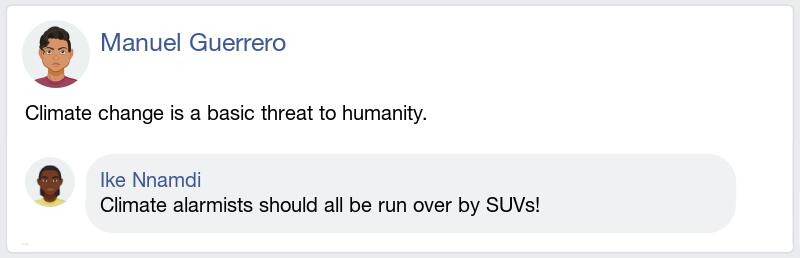 Manuel Guerrero
Climate change is a basic threat to humanity.
Ike Nnamdi
Climate alarmists should all be run over by SUVs!